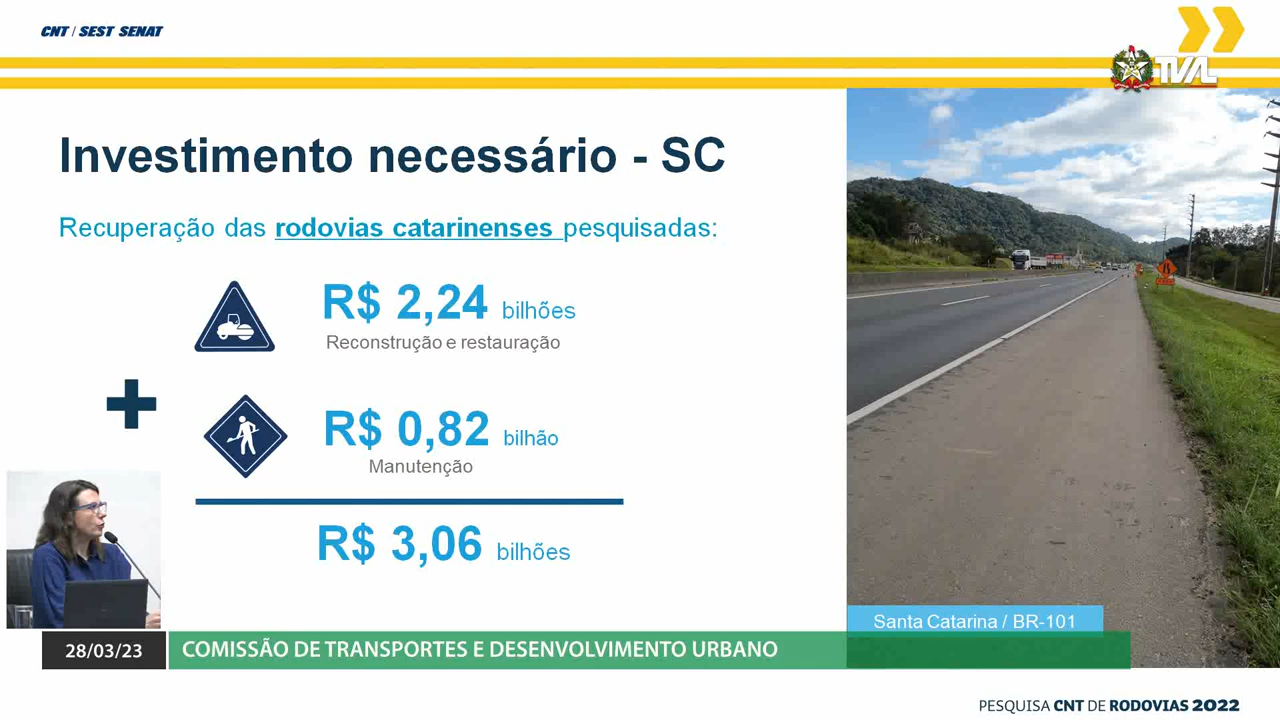 CNT / SEST SENAT
TVAL
Investimento necessário - SC
Recuperação das rodovias catarinenses pesquisadas:
R$ 2,24 bilhões
Reconstrução e restauração
R$ 0,82 bilhão
Manutenção
R$ 3,06 bilhões
Santa Catarina / BR-101
28/03/23 COMISSÃO DE TRANSPORTES E DESENVOLVIMENTO URBANO
PESQUISA CNT DE RODOVIAS 2022